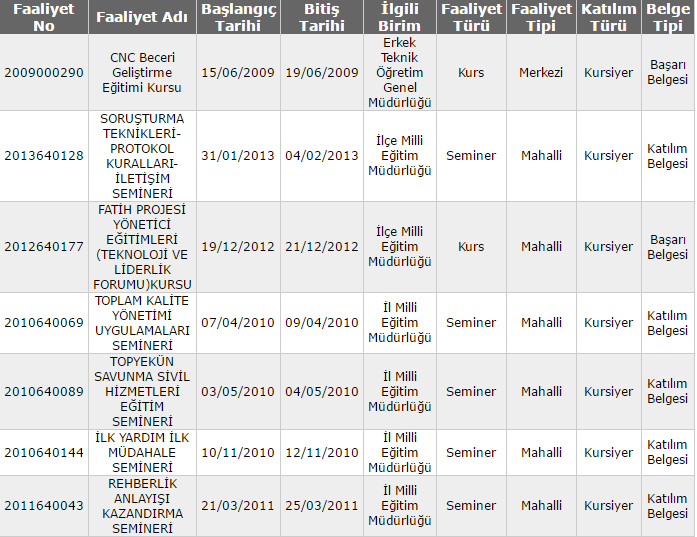 Faaliyet No Faaliyet Adı Başlangıç Tarihi Bitiş Tarihi İlgili Birim Faaliyet Türü Faaliyet Tipi Katılım Türü Belge Tipi
2009000290 CNC Beceri Geliştirme Eğitimi Kursu 15/06/2009 19/06/2009 Erkek Teknik Öğretim Genel Müdürlüğü Kurs Merkezi Kursiyer Başarı Belgesi
2013640128 SORUŞTURMA TEKNİKLERİ-PROTOKOL KURALLARI-İLETİŞİM SEMİNERİ 31/01/2013 04/02/2013 İlçe Milli Eğitim Müdürlüğü Seminer Mahalli Kursiyer Katılım Belgesi
2012640177 FATİH PROJESİ YÖNETİCİ EĞİTİMLERİ (TEKNOLOJİ VE LİDERLİK FORUMU)KURSU 19/12/2012 21/12/2012 İlçe Milli Eğitim Müdürlüğü Kurs Mahalli Kursiyer Başarı Belgesi
2010640069 TOPLAM KALİTE YÖNETİMİ UYGULAMALARI SEMİNERİ 07/04/2010 09/04/2010 İl Milli Eğitim Müdürlüğü Seminer Mahalli Kursiyer Katılım Belgesi
2010640089 TOPYEKÜN SAVUNMA SİVİL HİZMETLERİ EĞİTİM SEMİNERİ 03/05/2010 04/05/2010 İl Milli Eğitim Müdürlüğü Seminer Mahalli Kursiyer Katılım Belgesi
2010640144 İLK YARDIM İLK MÜDAHALE SEMİNERİ 10/11/2010 12/11/2010 İl Milli Eğitim Müdürlüğü Seminer Mahalli Kursiyer Katılım Belgesi
2011640043 REHBERLİK ANLAYIŞI KAZANDIRMA SEMİNERİ 21/03/2011 25/03/2011 İl Milli Eğitim Müdürlüğü Seminer Mahalli Kursiyer Katılım Belgesi